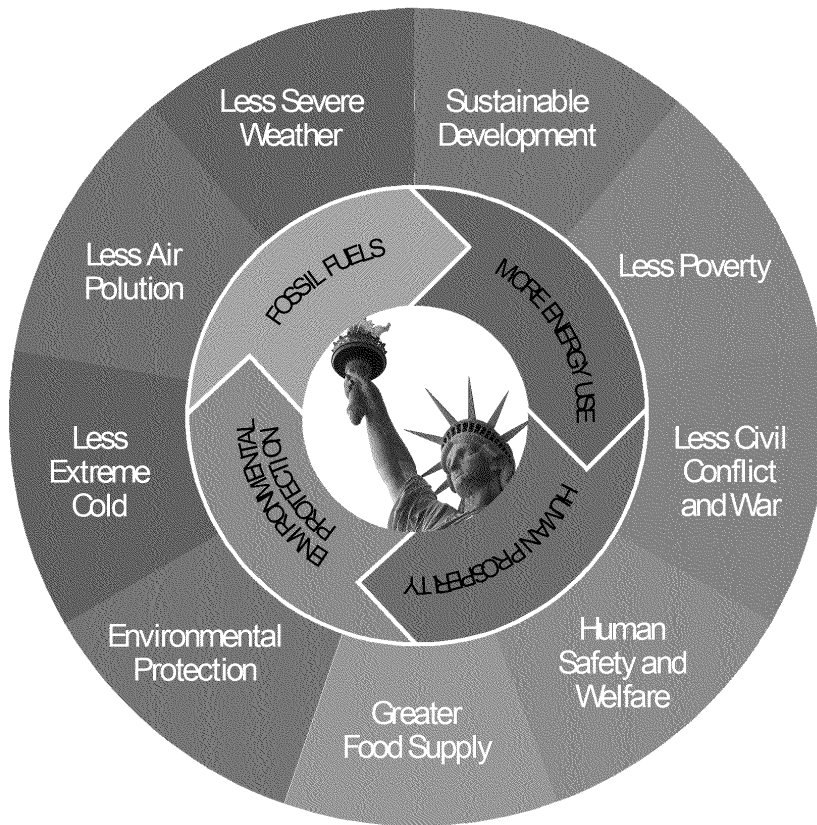 Less Severe
Weather
Sustainable
Development
Less Air
Polution
Less Poverty
Less
Extreme
Cold
Less Civil
Conflict
and War
Environmental
Protection
Human
Safety and
Welfare
Greater
Food Supply
FOSSIL FUELS
MORE ENERGY USE
HUMAN PROSPERITY
ENVIRONMENTAL
PROTECTION